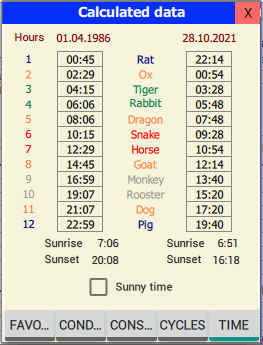 Calculated data
X
Hours 01.04.1986 28.10.2021
1 00:45 Rat 22:14
2 02:29 Ox 00:54
3 04:15 Tiger 03:28
4 06:06 Rabbit 05:48
5 08:06 Dragon 07:48
6 10:15 Snake 09:28
7 12:29 Horse 10:54
8 14:45 Goat 12:14
9 16:59 Monkey 13:40
10 19:07 Rooster 15:20
11 21:07 Dog 17:20
12 22:59 Pig 19:40
Sunrise 7:06 Sunrise 6:51
Sunset 20:08 Sunset 16:18
Sunny time
FAVO... COND... CONS... CYCLES TIME